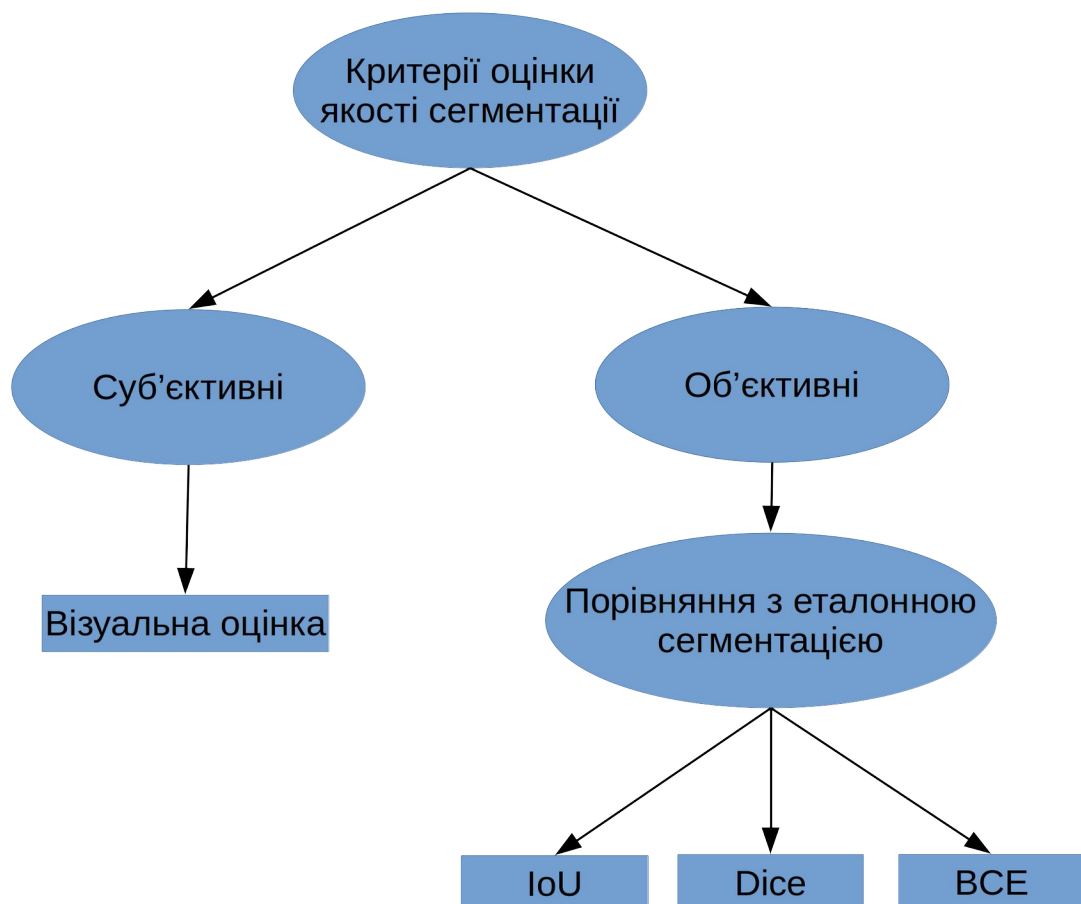 Критерії оцінки
якості сегментації
Суб’єктивні
Об’єктивні
Візуальна оцінка
Порівняння з еталонною
сегментацією
IoU
Dice
BCE